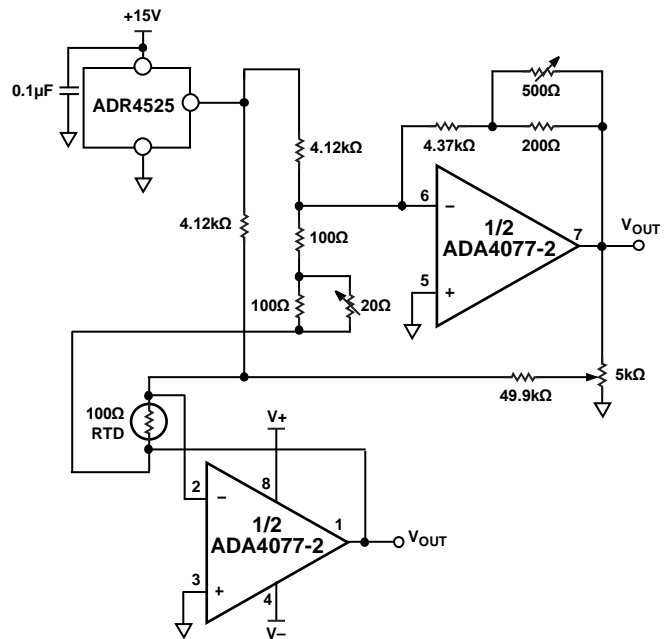 +15V
0.1µF
ADR4525
500Ω
4.37kΩ
200Ω
4.12kΩ
4.12kΩ
6
–
1/2
ADA4077-2
7
VOUT
100Ω
5
+
100Ω
20Ω
5kΩ
49.9kΩ
100Ω
RTD
V+
2
–
8
1/2
ADA4077-2
1
VOUT
3
+
4
V–